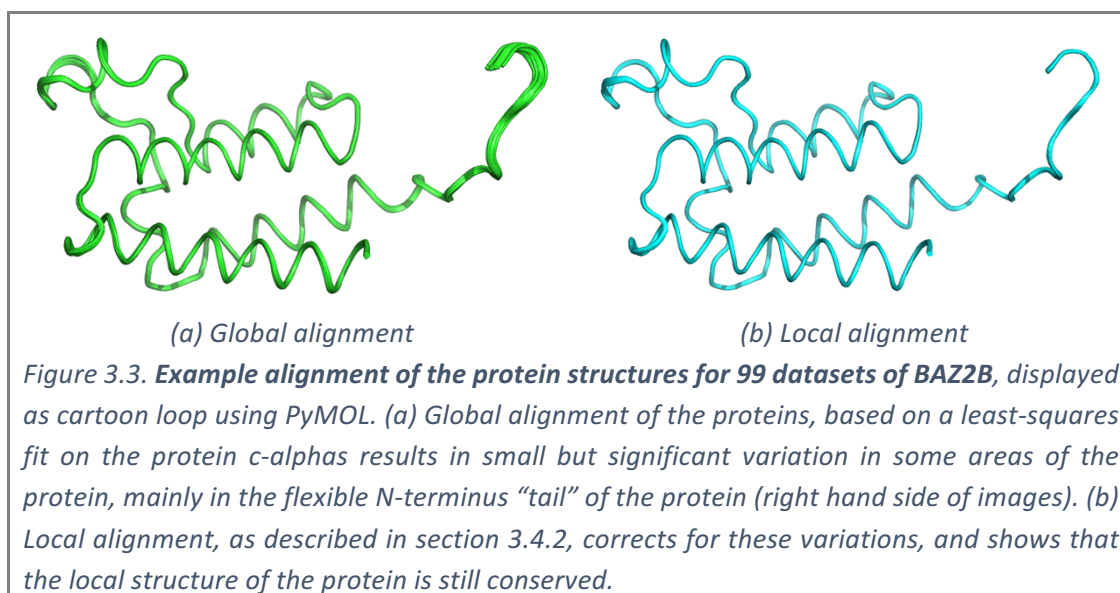 (a) Global alignment
(b) Local alignment
Figure 3.3. Example alignment of the protein structures for 99 datasets of BAZ2B, displayed
as cartoon loop using PyMOL. (a) Global alignment of the proteins, based on a least-squares
fit on the protein c-alphas results in small but significant variation in some areas of the
protein, mainly in the flexible N-terminus “tail” of the protein (right hand side of images). (b)
Local alignment, as described in section 3.4.2, corrects for these variations, and shows that
the local structure of the protein is still conserved.